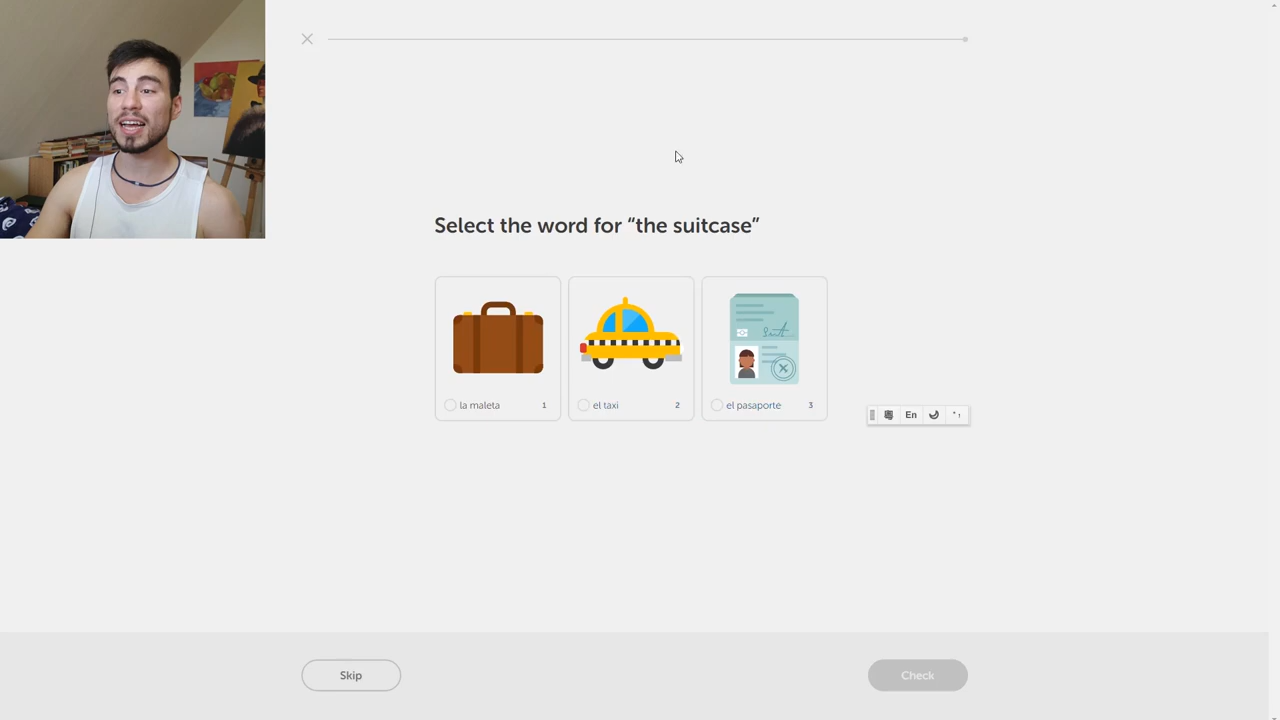 Select the word for “the suitcase”
la maleta 1
el taxi 2
el pasaporte 3
En
Skip
Check